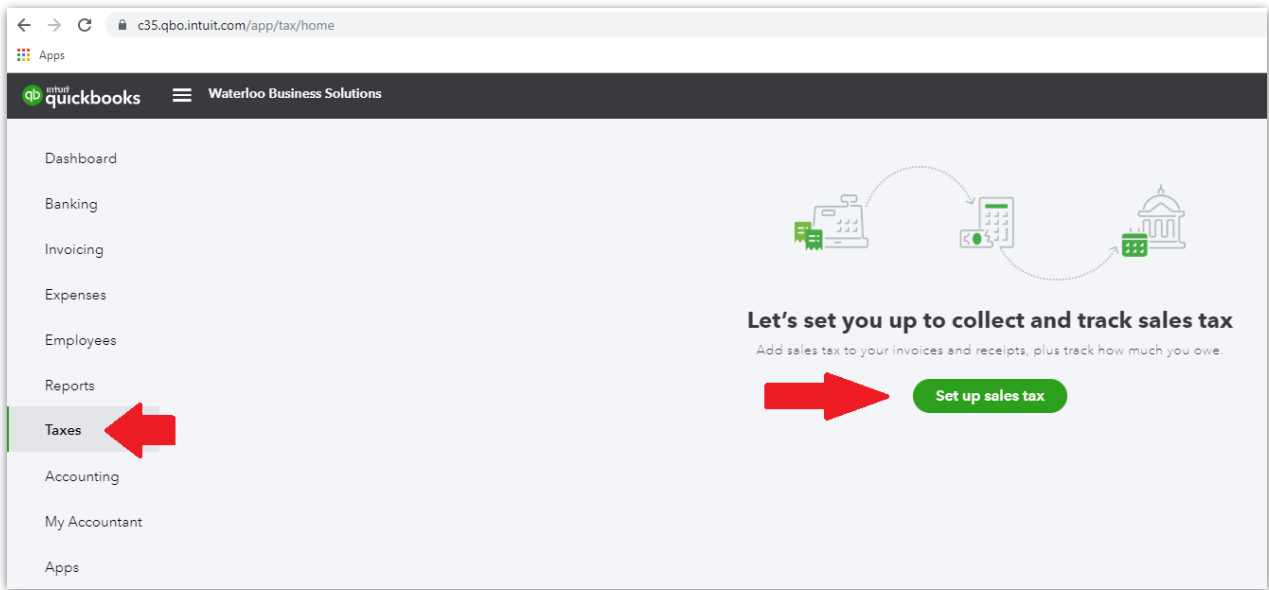 c35.qbo.intuit.com/app/tax/home
Apps
qb intuit quickbooks
Waterloo Business Solutions
Dashboard
Banking
Invoicing
Expenses
Employees
Reports
Taxes
Accounting
My Accountant
Apps
Let's set you up to collect and track sales tax
Add sales tax to your invoices and receipts, plus track how much you owe.
Set up sales tax